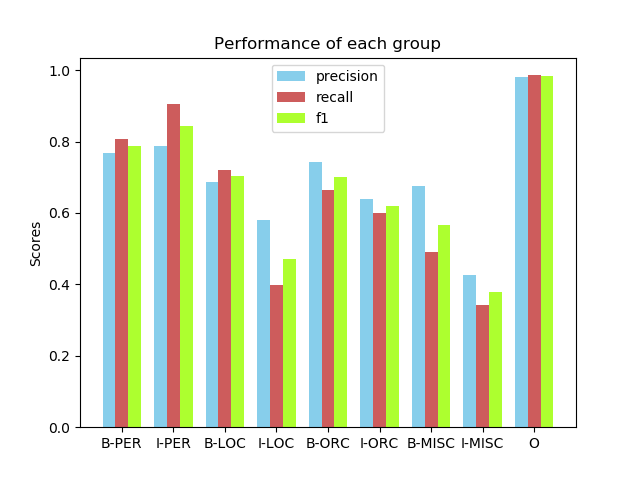 Performance of each group
precision
recall
f1
Scores
1.0
0.8
0.6
0.4
0.2
0.0
B-PER I-PER B-LOC I-LOC B-ORC I-ORC B-MISC I-MISC O